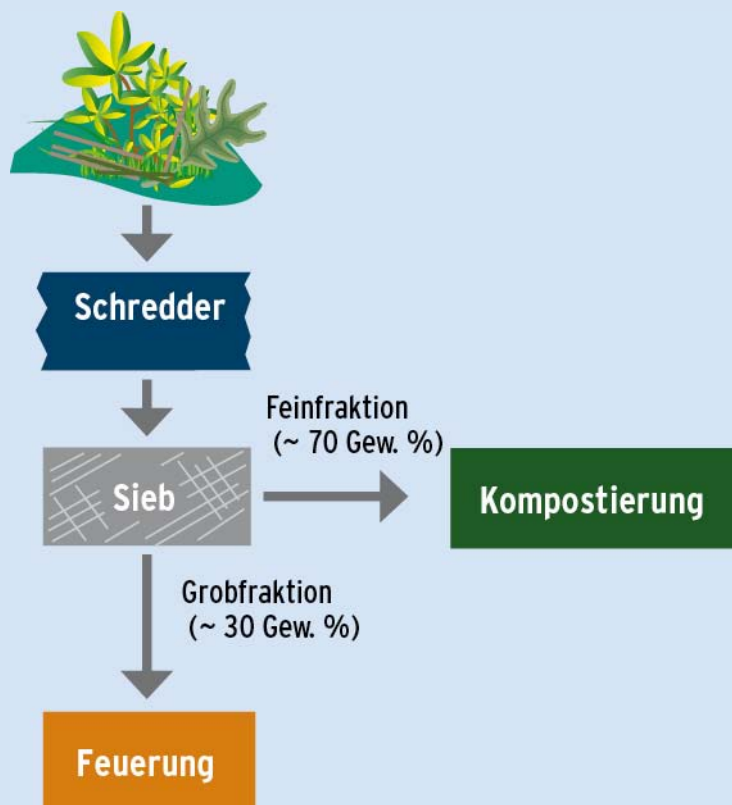 Schredder
Feinfraktion
(~ 70 Gew. %)
Sieb
Kompostierung
Grobfraktion
(~ 30 Gew. %)
Feuerung